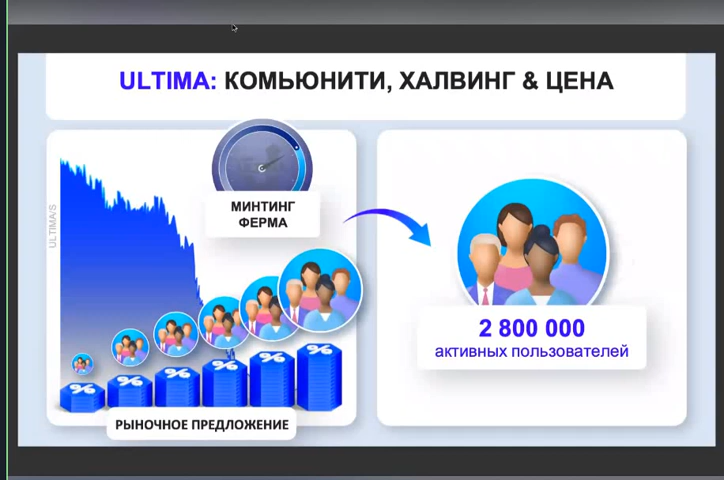 ULTIMA: КОМЬЮНИТИ, ХАЛВИНГ & ЦЕНА
ULTIMA/S
МИНТИНГ
ФЕРМА
% % % % % %
РЫНОЧНОЕ ПРЕДЛОЖЕНИЕ
2 800 000
активных пользователей